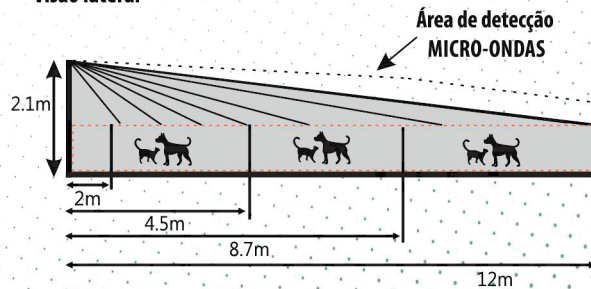 Visão lateral
Área de detecção
MICRO-ONDAS
2.1m
2m
4.5m
8.7m
12m